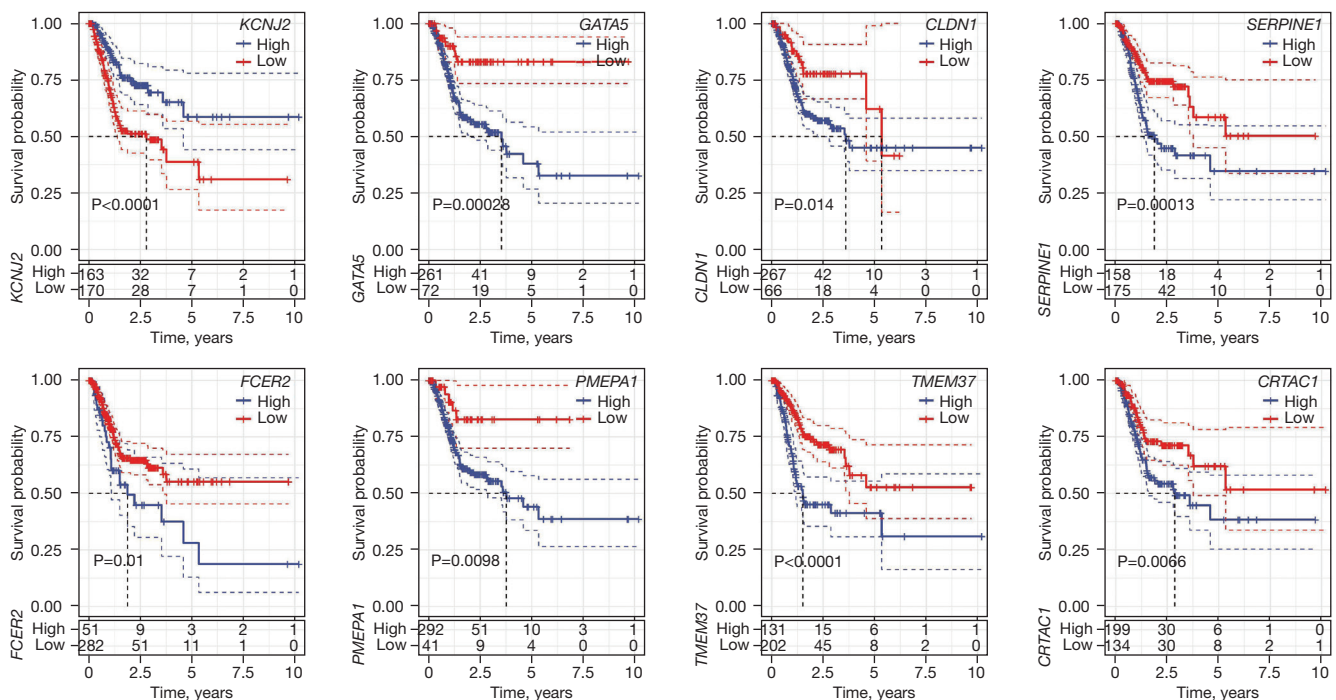 KCNJ2
High
Low
Survival probability
1.00
0.75
0.50
0.25
0.00
P<0.0001
KCNJ2
High 163 32 7 2 1
Low 170 28 7 1 0
0 2.5 5 7.5 10
Time, years
GATA5
High
Low
Survival probability
1.00
0.75
0.50
0.25
0.00
P=0.00028
GATA5
High 261 41 9 2 1
Low 72 19 5 1 0
0 2.5 5 7.5 10
Time, years
CLDN1
High
Low
Survival probability
1.00
0.75
0.50
0.25
0.00
P=0.014
CLDN1
High 267 42 10 3 1
Low 66 18 4 0 0
0 2.5 5 7.5 10
Time, years
SERPINE1
High
Low
Survival probability
1.00
0.75
0.50
0.25
0.00
P=0.00013
SERPINE1
High 158 18 4 2 1
Low 175 42 10 1 0
0 2.5 5 7.5 10
Time, years
FCER2
High
Low
Survival probability
1.00
0.75
0.50
0.25
0.00
P=0.01
FCER2
High 51 9 3 2 1
Low 282 51 11 1 0
0 2.5 5 7.5 10
Time, years
PMEPA1
High
Low
Survival probability
1.00
0.75
0.50
0.25
0.00
P=0.0098
PMEPA1
High 292 51 10 3 1
Low 41 9 4 0 0
0 2.5 5 7.5 10
Time, years
TMEM37
High
Low
Survival probability
1.00
0.75
0.50
0.25
0.00
P<0.0001
TMEM37
High 131 15 6 1 1
Low 202 45 8 2 0
0 2.5 5 7.5 10
Time, years
CRTAC1
High
Low
Survival probability
1.00
0.75
0.50
0.25
0.00
P=0.0066
CRTAC1
High 199 30 6 1 0
Low 134 30 8 2 1
0 2.5 5 7.5 10
Time, years